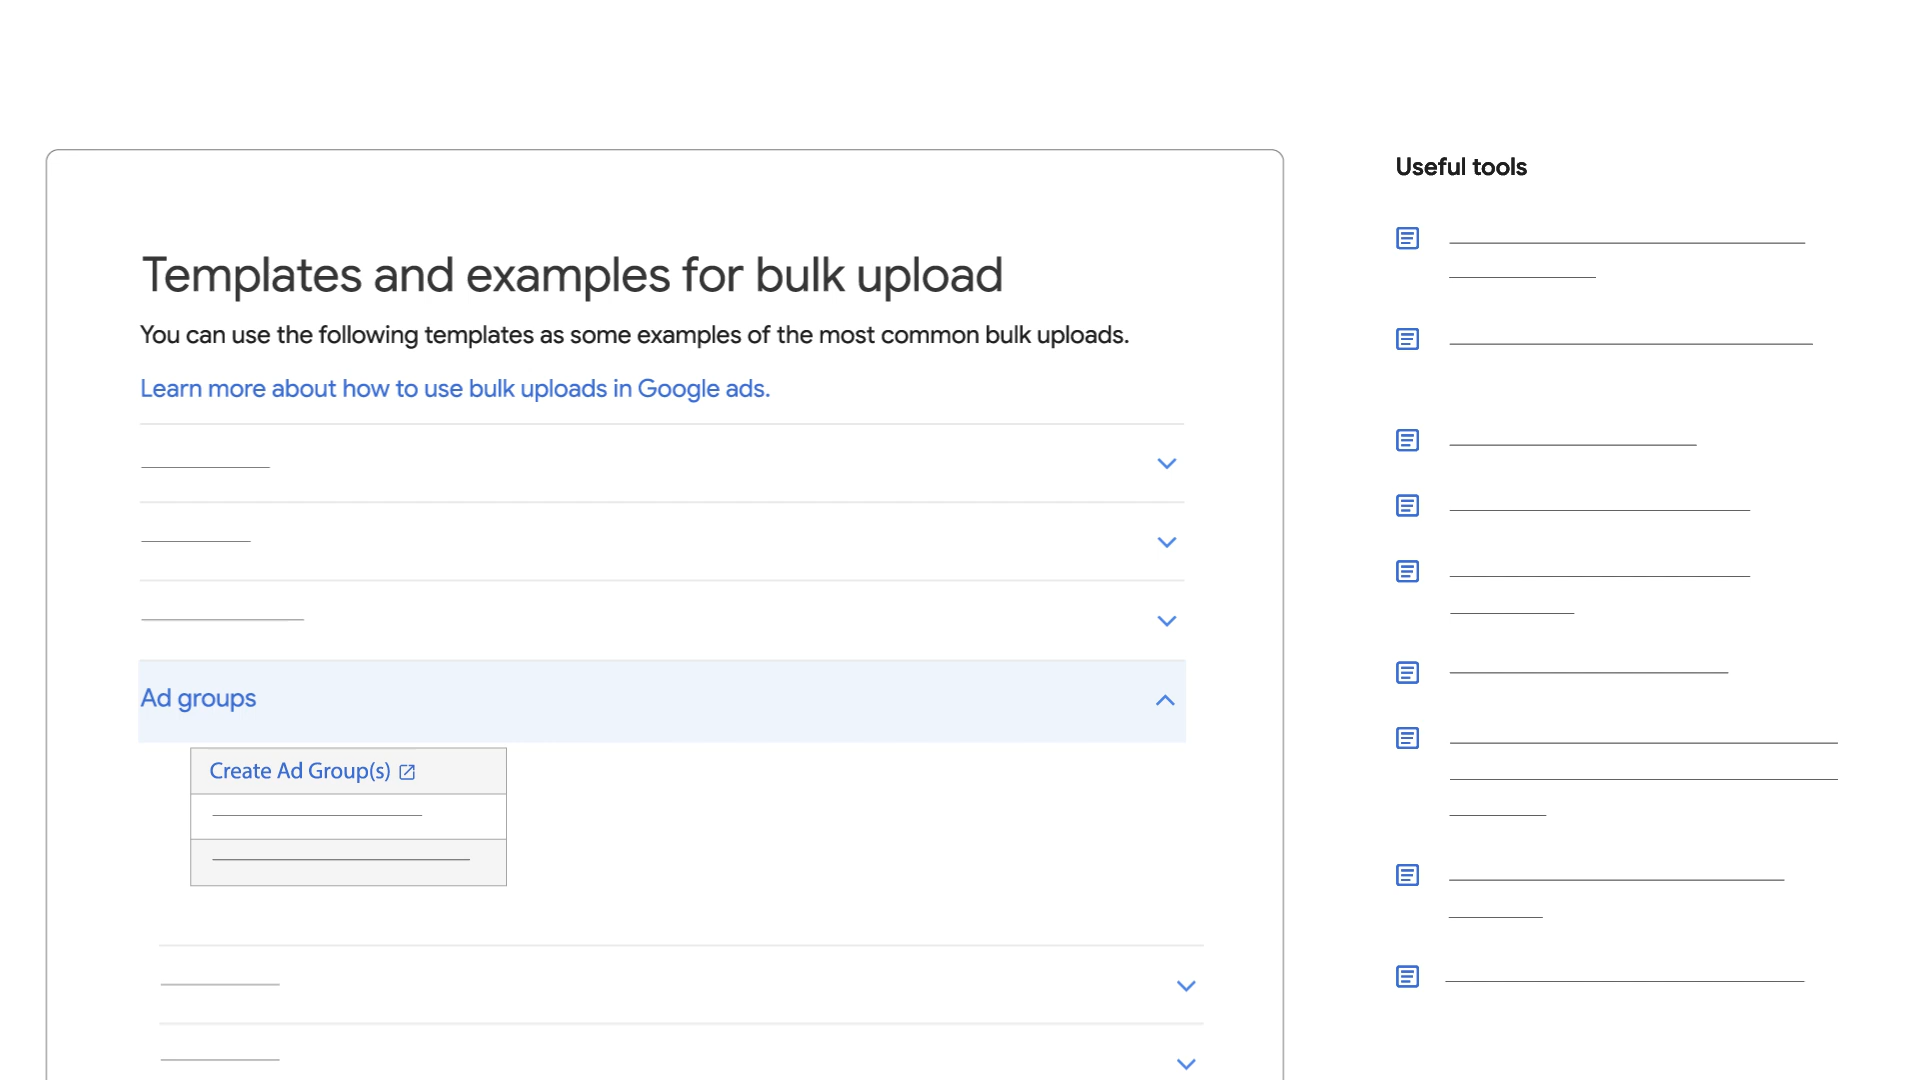 Templates and examples for bulk upload
You can use the following templates as some examples of the most common bulk uploads.
Learn more about how to use bulk uploads in Google ads.
Ad groups
Create Ad Group(s)
Useful tools